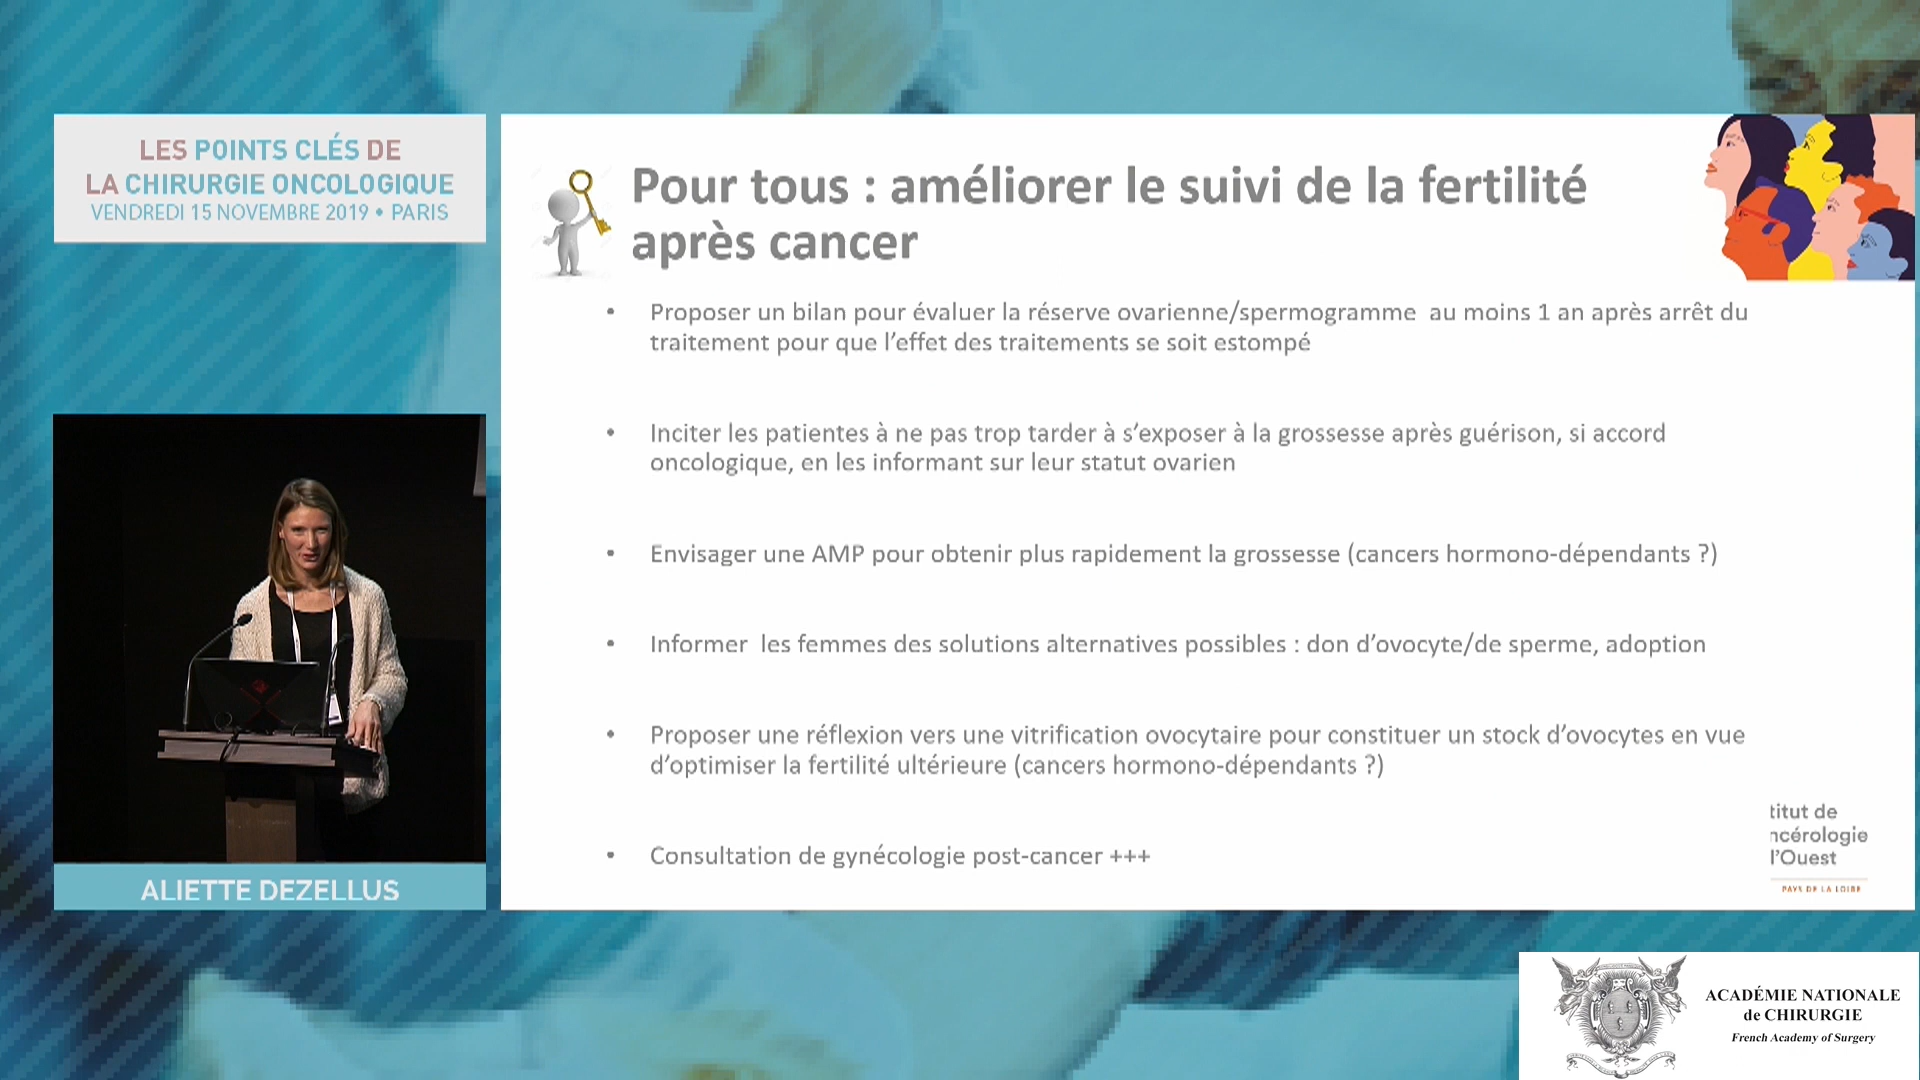 LES POINTS CLÉS DE
LA CHIRURGIE ONCOLOGIQUE
VENDREDI 15 NOVEMBRE 2019 • PARIS
ALIETTE DEZELLUS
Pour tous : améliorer le suivi de la fertilité
après cancer
• Proposer un bilan pour évaluer la réserve ovarienne/spermogramme au moins 1 an après arrêt du
traitement pour que l’effet des traitements se soit estompé
• Inciter les patientes à ne pas trop tarder à s’exposer à la grossesse après guérison, si accord
oncologique, en les informant sur leur statut ovarien
• Envisager une AMP pour obtenir plus rapidement la grossesse (cancers hormono-dépendants ?)
• Informer les femmes des solutions alternatives possibles : don d’ovocyte/de sperme, adoption
• Proposer une réflexion vers une vitrification ovocytaire pour constituer un stock d’ovocytes en vue
d’optimiser la fertilité ultérieure (cancers hormono-dépendants ?)
• Consultation de gynécologie post-cancer +++
titut de
ncérologie
l’Ouest
PAYS DE LA LOIRE
ACADÉMIE NATIONALE
de CHIRURGIE
French Academy of Surgery